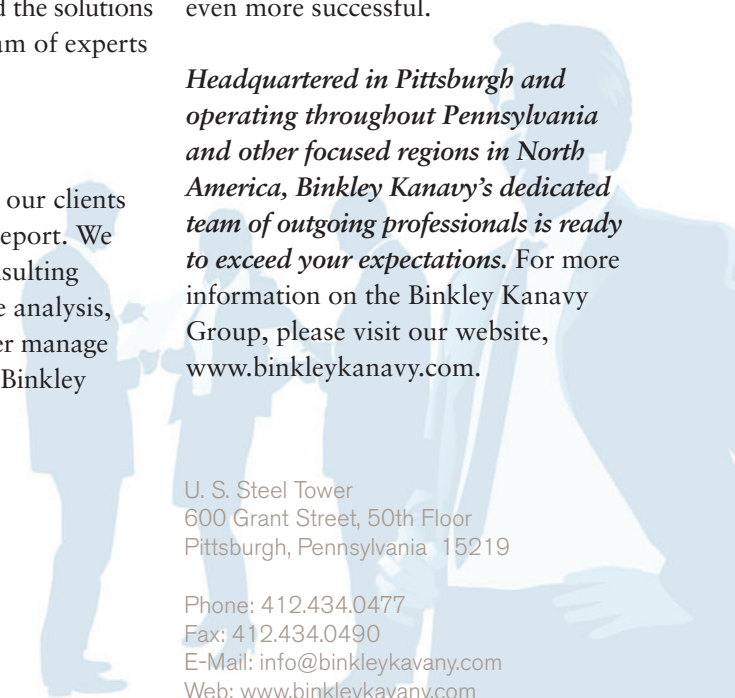 d the solutions
am of experts
our clients
eport. We
nsulting
e analysis,
er manage
Binkley
even more successful.
Headquartered in Pittsburgh and
operating throughout Pennsylvania
and other focused regions in North
America, Binkley Kanavy’s dedicated
team of outgoing professionals is ready
to exceed your expectations. For more
information on the Binkley Kanavy
Group, please visit our website,
www.binkleykanavy.com.
U. S. Steel Tower
600 Grant Street, 50th Floor
Pittsburgh, Pennsylvania 15219
Phone: 412.434.0477
Fax: 412.434.0490
E-Mail: info@binkleykavany.com
Web: www.binkleykavany.com